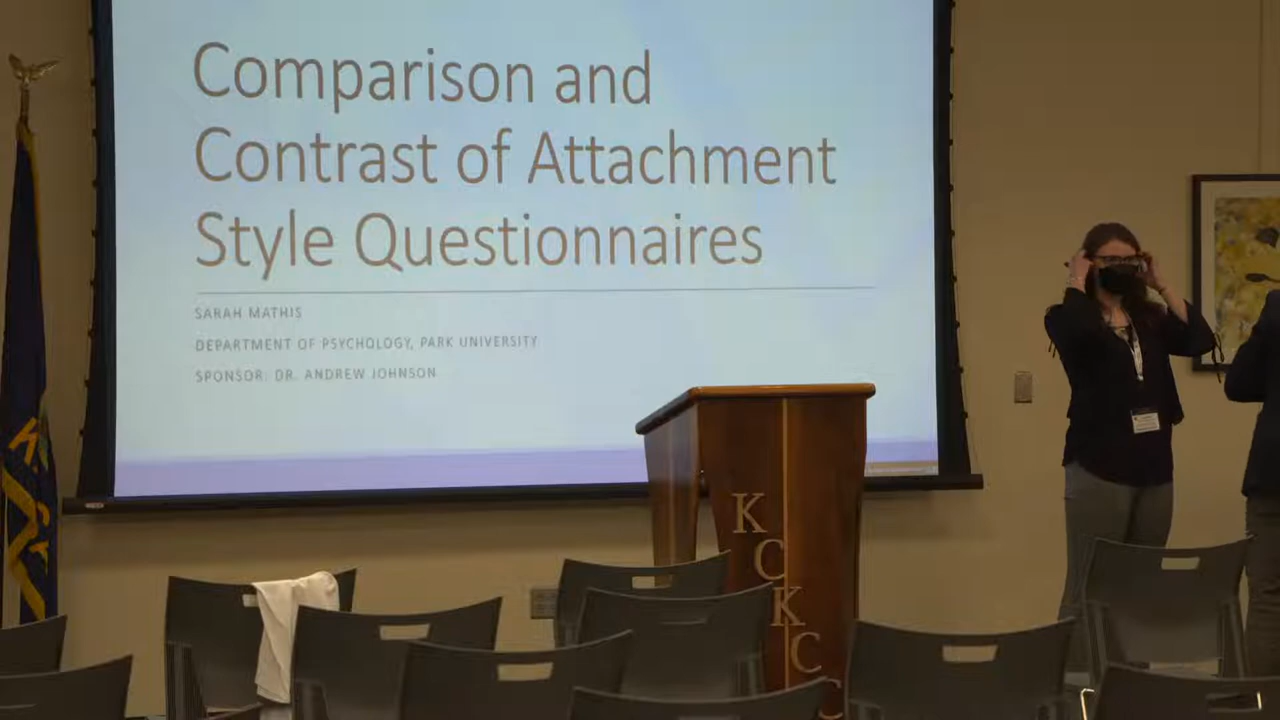 Comparison and
Contrast of Attachment
Style Questionnaires
SARAH MATHIS
DEPARTMENT OF PSYCHOLOGY, PARK UNIVERSITY
SPONSOR: DR. ANDREW JOHNSON
K
C
K
C
C